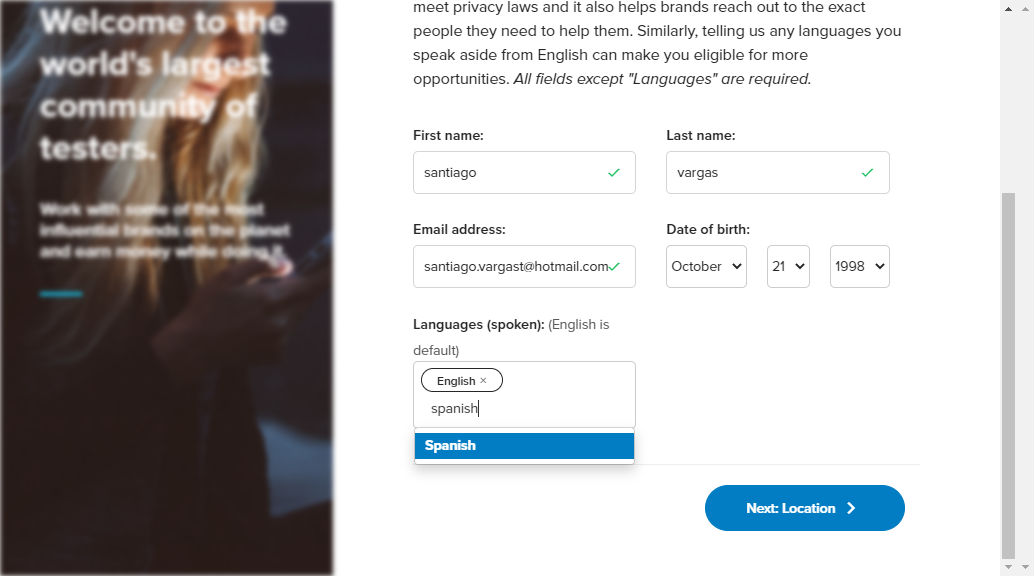 Welcome to the
world's largest
community of
testers.
Work with some of the most
influential brands on the planet
and earn money while doing it.
meet privacy laws and it also helps brands reach out to the exact
people they need to help them. Similarly, telling us any languages you
speak aside from English can make you eligible for more
opportunities. All fields except "Languages" are required.
First name:
Last name:
santiago
vargas
Email address:
Date of birth:
santiago.vargast@hotmail.com
October
21
1998
Languages (spoken): (English is
default)
English ×
spanish
Spanish
Next: Location